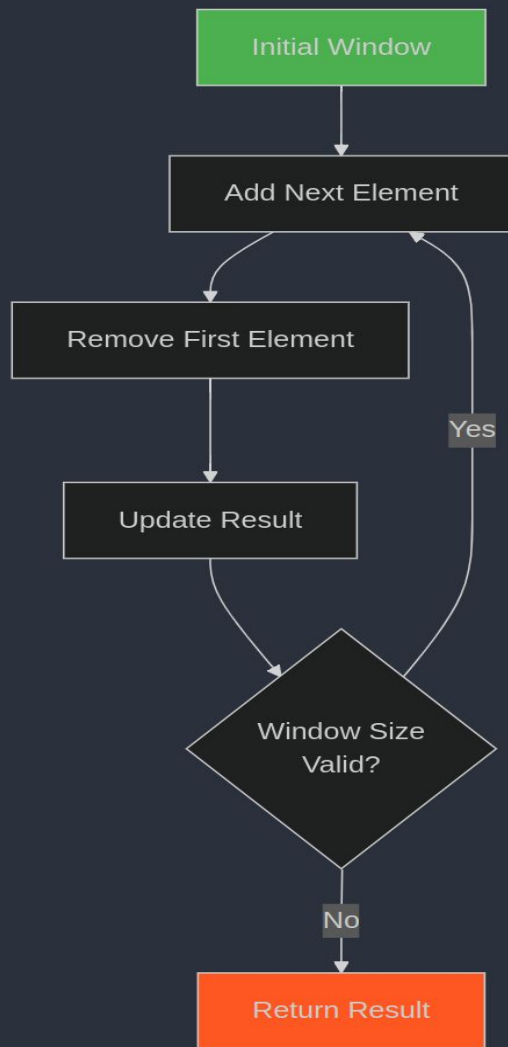 Initial Window
Add Next Element
Remove First Element
Yes
Update Result
Window Size
Valid?
No
Return Result